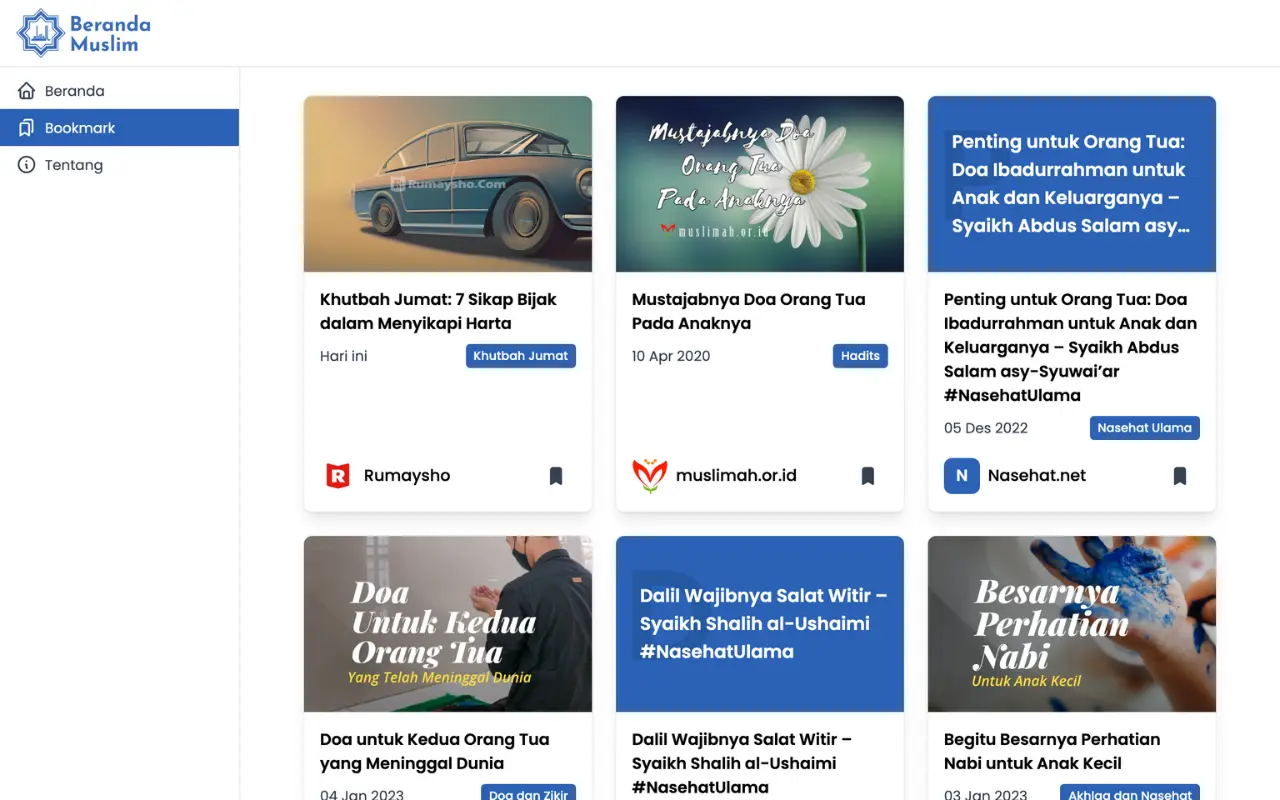 Beranda
Muslim
Beranda
Bookmark
Tentang
Rumaysho.Com
Khutbah Jumat: 7 Sikap Bijak
dalam Menyikapi Harta
Hari ini
Khutbah Jumat
R
Rumaysho
Mustajabnya Doa
Orang Tua
Pada Anaknya
muslimah.or.id
Mustajabnya Doa Orang Tua
Pada Anaknya
10 Apr 2020
Hadits
muslimah.or.id
Penting untuk Orang Tua:
Doa Ibadurrahman untuk
Anak dan Keluarganya –
Syaikh Abdus Salam asy…
Penting untuk Orang Tua: Doa
Ibadurrahman untuk Anak dan
Keluarganya – Syaikh Abdus
Salam asy-Syuwai’ar
#NasehatUlama
05 Des 2022
Nasehat Ulama
N
Nasehat.net
Doa
Untuk Kedua
Orang Tua
Yang Telah Meninggal Dunia
Doa untuk Kedua Orang Tua
yang Meninggal Dunia
04 Jan 2023
Doa dan Zikir
Dalil Wajibnya Salat Witir –
Syaikh Shalih al-Ushaimi
#NasehatUlama
Dalil Wajibnya Salat Witir –
Syaikh Shalih al-Ushaimi
#NasehatUlama
Besarnya
Perhatian
Nabi
Untuk Anak Kecil
Begitu Besarnya Perhatian
Nabi untuk Anak Kecil
03 Jan 2023
Akhlaq dan Nasehat